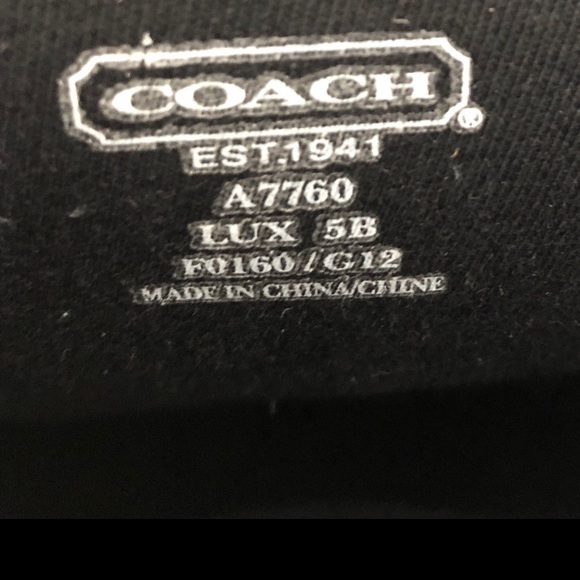 COACH®
EST.1941
A7760
LUX 5B
F0160/G12
MADE IN CHINA/CHINE